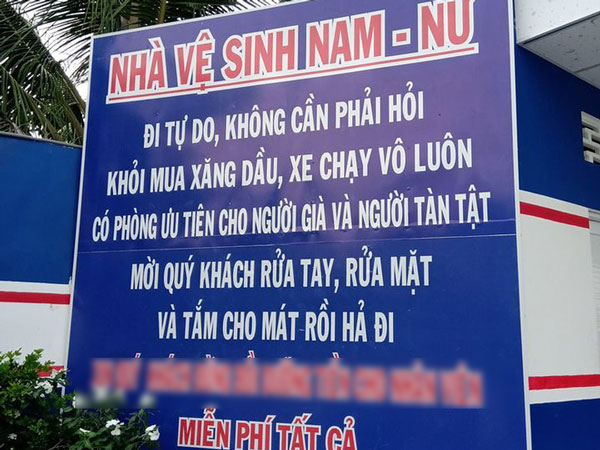 NHÀ VỆ SINH NAM - NỮ
ĐI TỰ DO, KHÔNG CẦN PHẢI HỎI
KHỎI MUA XĂNG DẦU, XE CHẠY VÔ LUÔN
CÓ PHÒNG ƯU TIÊN CHO NGƯỜI GIÀ VÀ NGƯỜI TÀN TẬT
MỜI QUÝ KHÁCH RỬA TAY, RỬA MẶT
VÀ TẮM CHO MÁT RỒI HẢ ĐI
MIỄN PHÍ TẤT CẢ